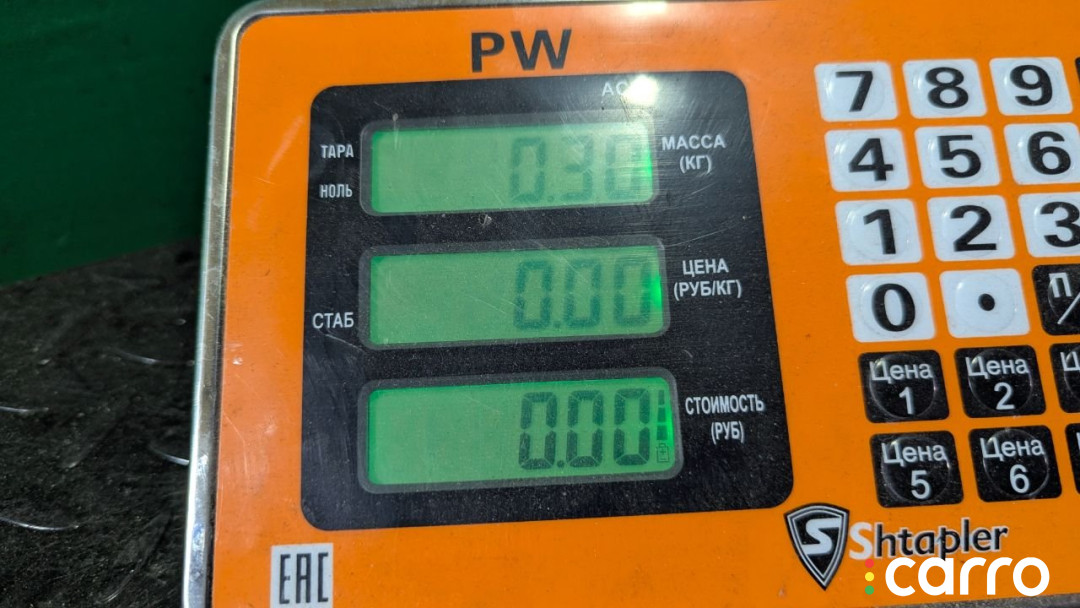 PW
ТАРА
0.30
МАССА
(КГ)
НОЛЬ
0.00
ЦЕНА
(РУБ/КГ)
СТАБ
0.00
СТОИМОСТЬ
(РУБ)
7 8 9
4 5 6
1 2 3
0 •
Цена 1
Цена 2
Цена 5
Цена 6
S Shtapler
EAC
carro